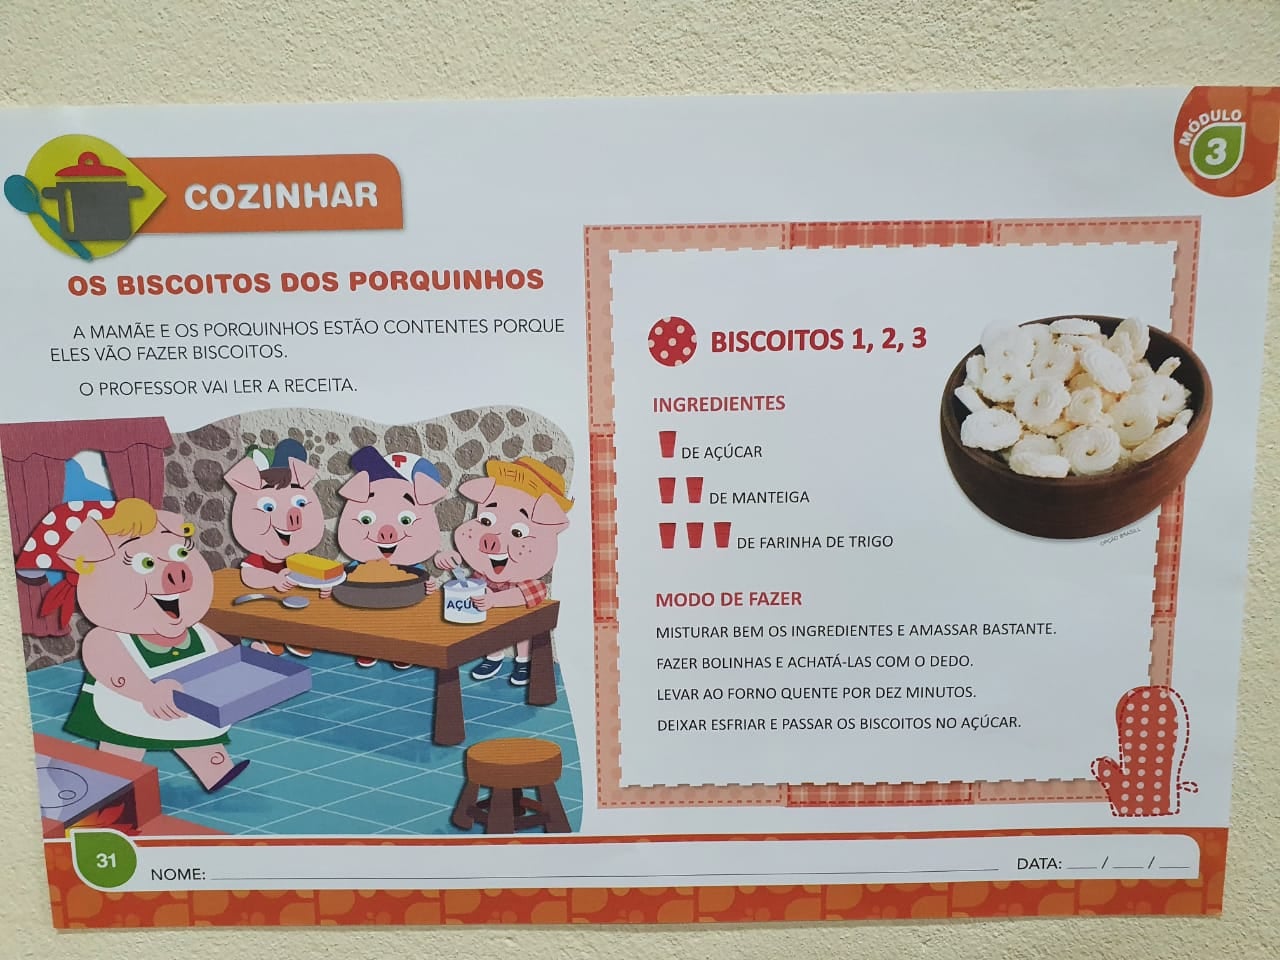 MÓDULO
3
COZINHAR
OS BISCOITOS DOS PORQUINHOS
A MAMÃE E OS PORQUINHOS ESTÃO CONTENTES PORQUE
ELES VÃO FAZER BISCOITOS.
O PROFESSOR VAI LER A RECEITA.
T
AÇÚ
BISCOITOS 1, 2, 3
INGREDIENTES
DE AÇÚCAR
DE MANTEIGA
DE FARINHA DE TRIGO
OPÇÃO BRASIL
MODO DE FAZER
MISTURAR BEM OS INGREDIENTES E AMASSAR BASTANTE.
FAZER BOLINHAS E ACHATÁ-LAS COM O DEDO.
LEVAR AO FORNO QUENTE POR DEZ MINUTOS.
DEIXAR ESFRIAR E PASSAR OS BISCOITOS NO AÇÚCAR.
31
NOME: ___ DATA: ___ / ___ / ___